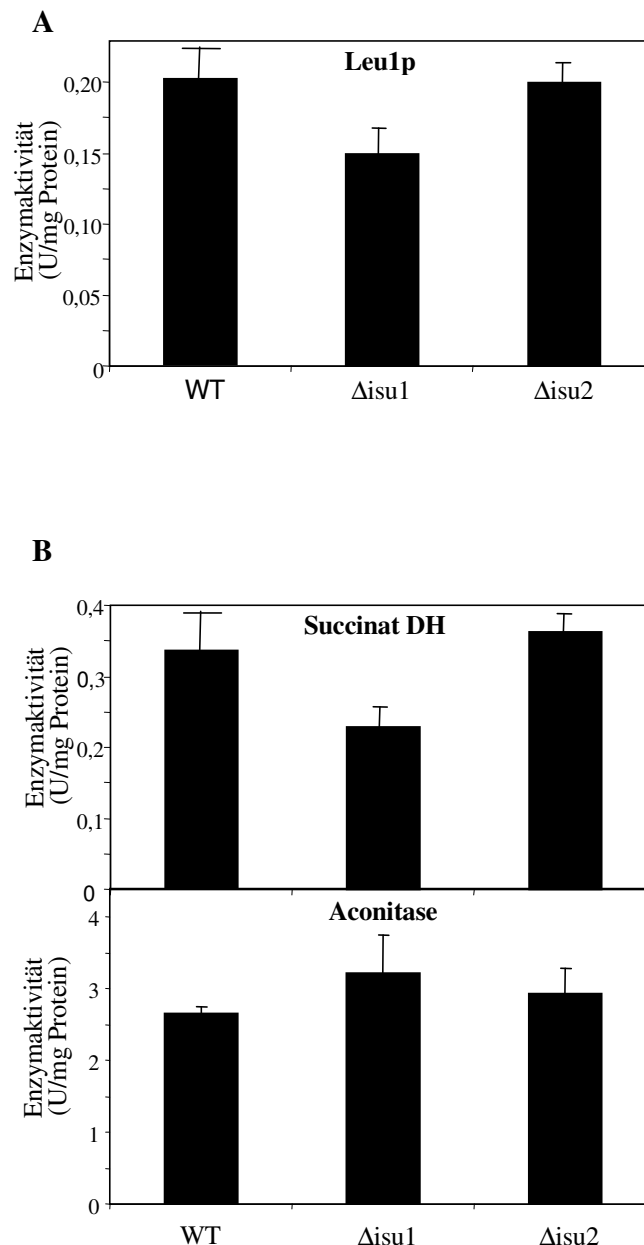 A
Leu1p
Enzymaktivität
(U/mg Protein)
0,20
0,15
0,10
0,05
0
WT Δisu1 Δisu2
B
Succinat DH
Enzymaktivität
(U/mg Protein)
0,4
0,3
0,2
0,1
0
Aconitase
Enzymaktivität
(U/mg Protein)
4
3
2
1
0
WT Δisu1 Δisu2